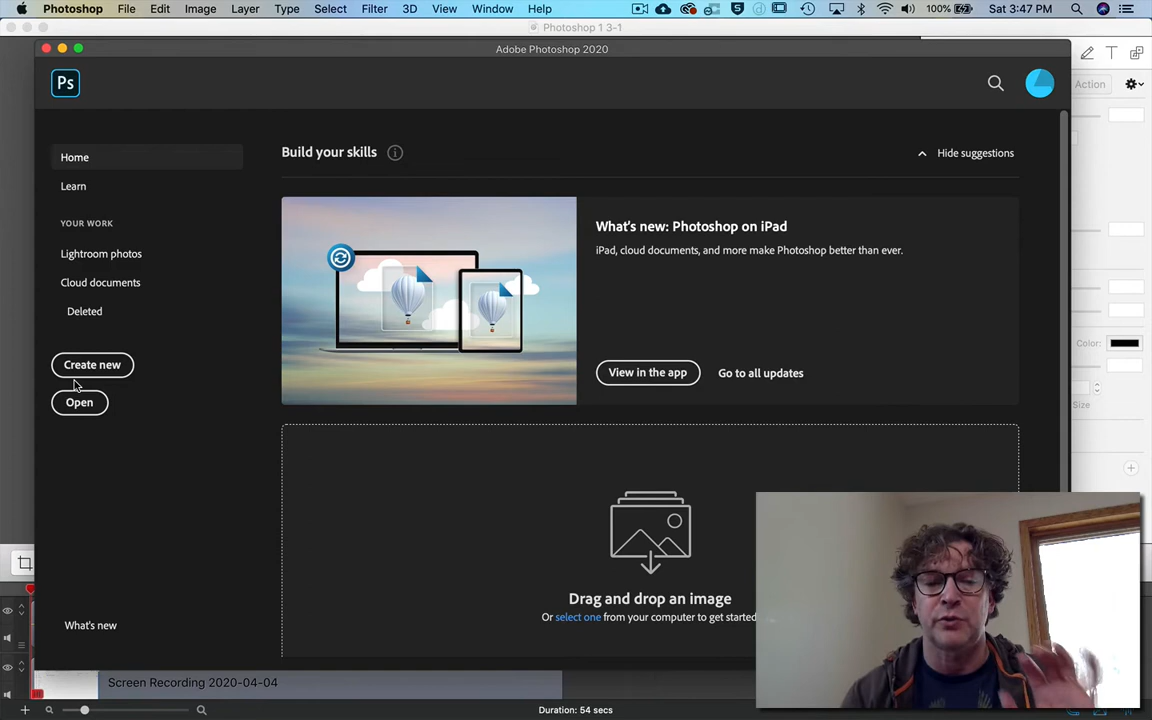 Photoshop File Edit Image Layer Type Select Filter 3D View Window Help 100% Sat 3:47 PM
Photoshop 1 3-1
Adobe Photoshop 2020
Ps
Action
Home
Build your skills
Hide suggestions
Learn
YOUR WORK
What's new: Photoshop on iPad
iPad, cloud documents, and more make Photoshop better than ever.
Lightroom photos
Cloud documents
Deleted
Color:
Create new
View in the app
Go to all updates
Open
Size
Drag and drop an image
Or select one from your computer to get started
What's new
Screen Recording 2020-04-04
Duration: 54 secs